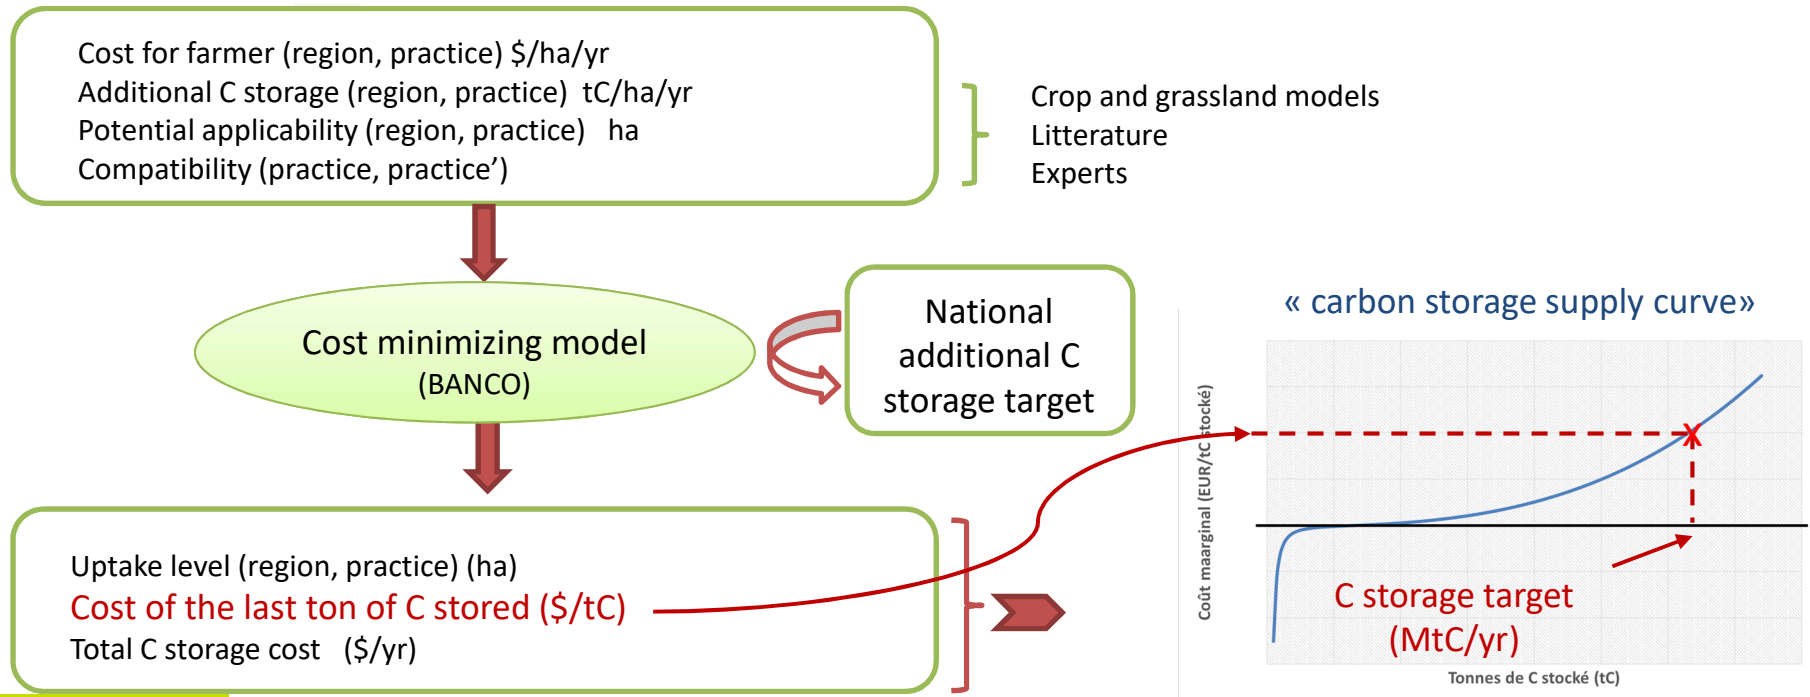 Cost for farmer (region, practice) $/ha/yr
Additional C storage (region, practice) tC/ha/yr
Potential applicability (region, practice) ha
Compatibility (practice, practice’)
Crop and grassland models
Litterature
Experts
Cost minimizing model
(BANCO)
National
additional C
storage target
Uptake level (region, practice) (ha)
Cost of the last ton of C stored ($/tC)
Total C storage cost ($/yr)
« carbon storage supply curve»
Coût marginal (EUR/tC stocké)
C storage target
(MtC/yr)
Tonnes de C stocké (tC)